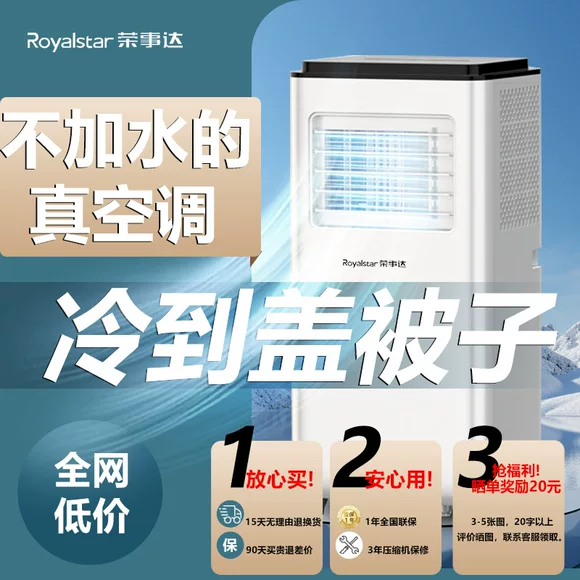 Royalstar 荣事达
不加水的
真空调
Royalstar 荣事达
冷到盖被子
全网
低价
1 放心买!
15天无理由退换货
保 90天买贵退差价
2 安心用!
1年全国联保
3年压缩机保修
3 抢福利!
晒单奖励20元
3-5张图，20字以上
评价晒图，联系客服领取。